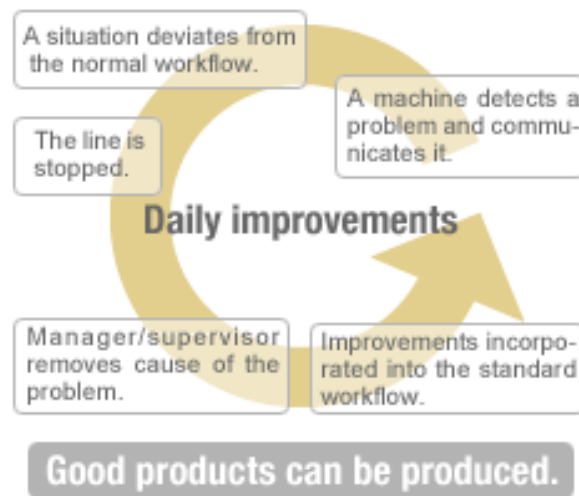 A situation deviates from
the normal workflow.
A machine detects a
problem and commu-
nicates it.
The line is
stopped.
Daily improvements
Manager/supervisor
removes cause of the
problem.
Improvements incorpo-
rated into the standard
workflow.
Good products can be produced.